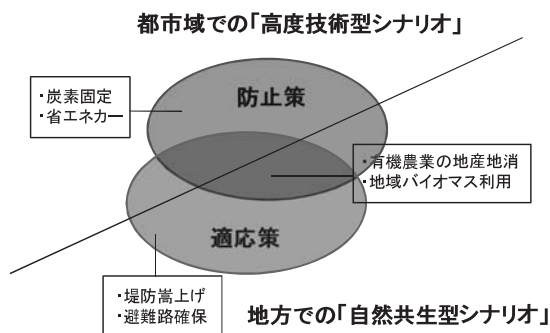 都市域での「高度技術型シナリオ」
・炭素固定
・省エネカー
防止策
・有機農業の地産地消
・地域バイオマス利用
適応策
・堤防嵩上げ
・避難路確保
地方での「自然共生型シナリオ」